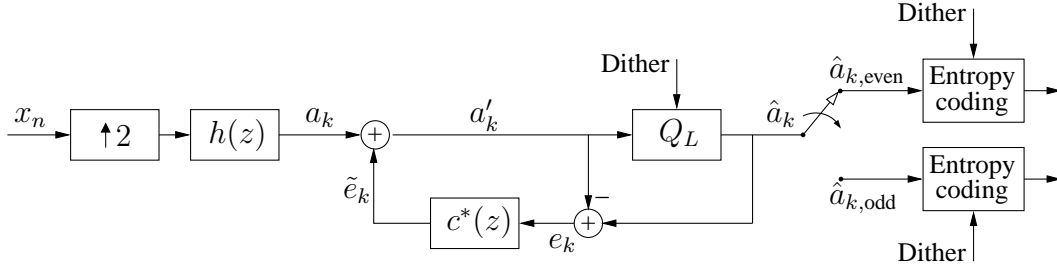 Dither
Dither
x_n
↑2
h(z)
a_k
+
a'_k
Q_L
â_k
â_{k,even}
Entropy
coding
ẽ_k
c*(z)
e_k
+
−
â_{k,odd}
Entropy
coding
Dither